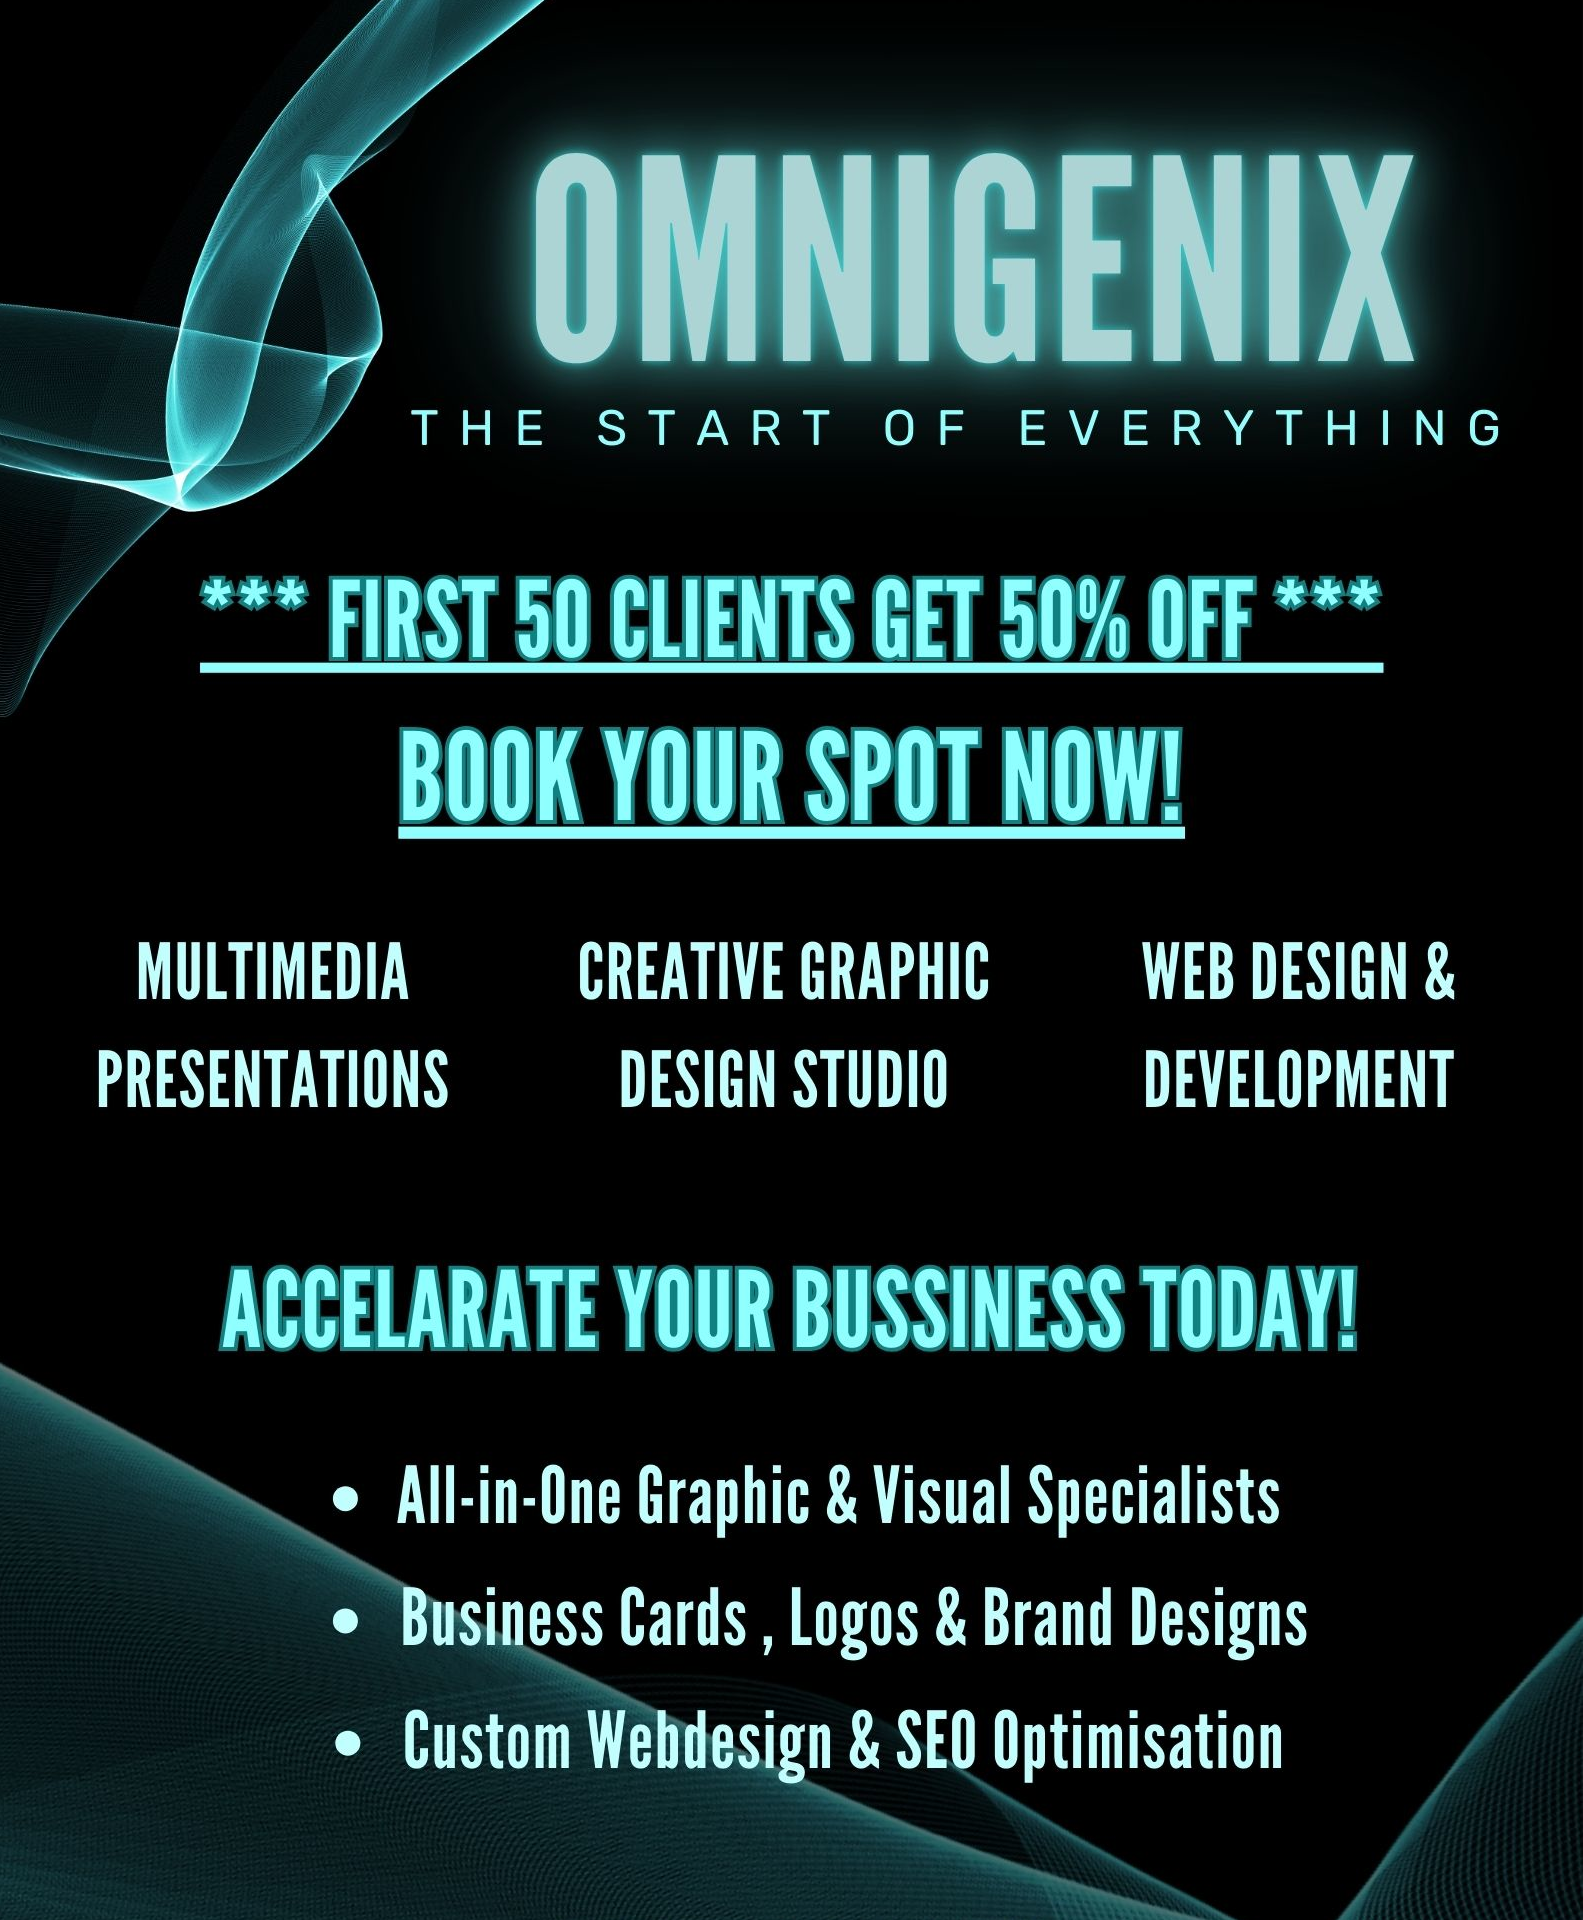 OMNIGENIX
THE START OF EVERYTHING
*** FIRST 50 CLIENTS GET 50% OFF ***
BOOK YOUR SPOT NOW!
MULTIMEDIA
PRESENTATIONS
CREATIVE GRAPHIC
DESIGN STUDIO
WEB DESIGN &
DEVELOPMENT
ACCELARATE YOUR BUSSINESS TODAY!
• All-in-One Graphic & Visual Specialists
• Business Cards , Logos & Brand Designs
• Custom Webdesign & SEO Optimisation